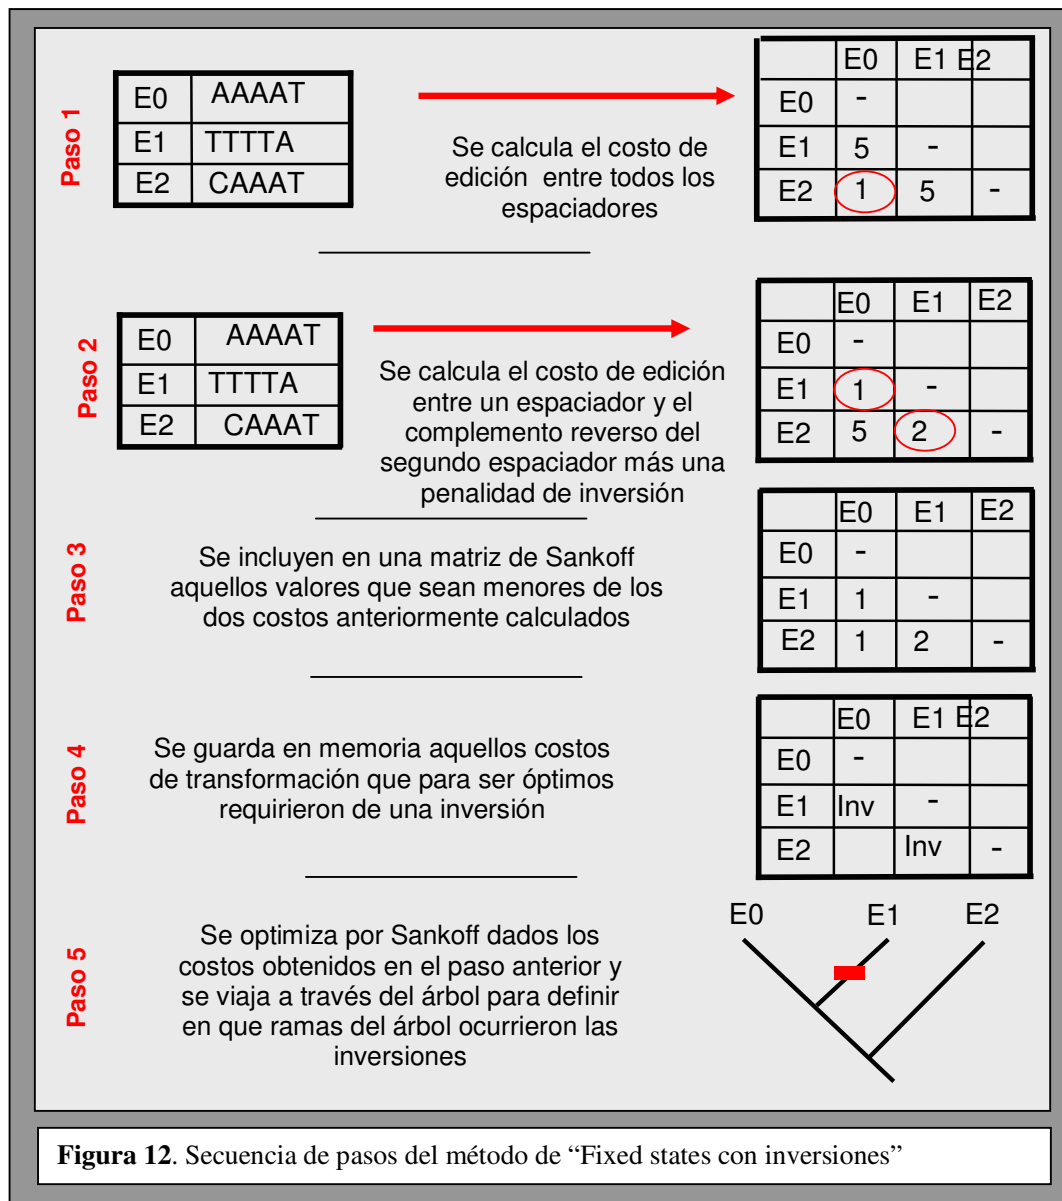 Paso 1
E0 AAAAT
E1 TTTTA
E2 CAAAT
Se calcula el costo de
edición entre todos los
espaciadores
E0 E1 E2
E0 -
E1 5 -
E2 1 5 -
Paso 2
E0 AAAAT
E1 TTTTA
E2 CAAAT
Se calcula el costo de edición
entre un espaciador y el
complemento reverso del
segundo espaciador más una
penalidad de inversión
E0 E1 E2
E0 -
E1 1 -
E2 5 2 -
Paso 3
Se incluyen en una matriz de Sankoff
aquellos valores que sean menores de los
dos costos anteriormente calculados
E0 E1 E2
E0 -
E1 1 -
E2 1 2 -
Paso 4
Se guarda en memoria aquellos costos
de transformación que para ser óptimos
requirieron de una inversión
E0 E1 E2
E0 -
E1 Inv -
E2 Inv -
Paso 5
Se optimiza por Sankoff dados los
costos obtenidos en el paso anterior y
se viaja a través del árbol para definir
en que ramas del árbol ocurrieron las
inversiones
E0 E1 E2
Figura 12. Secuencia de pasos del método de “Fixed states con inversiones”